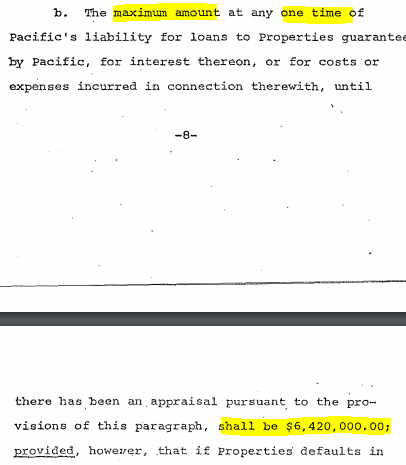 b. The maximum amount at any one time of
Pacific's liability for loans to Properties guarantee
by Pacific, for interest thereon, or for costs or
expenses incurred in connection therewith, until
-8-
there has been an appraisal pursuant to the pro-
visions of this paragraph, shall be $6,420,000.00;
provided, however, that if Properties defaults in